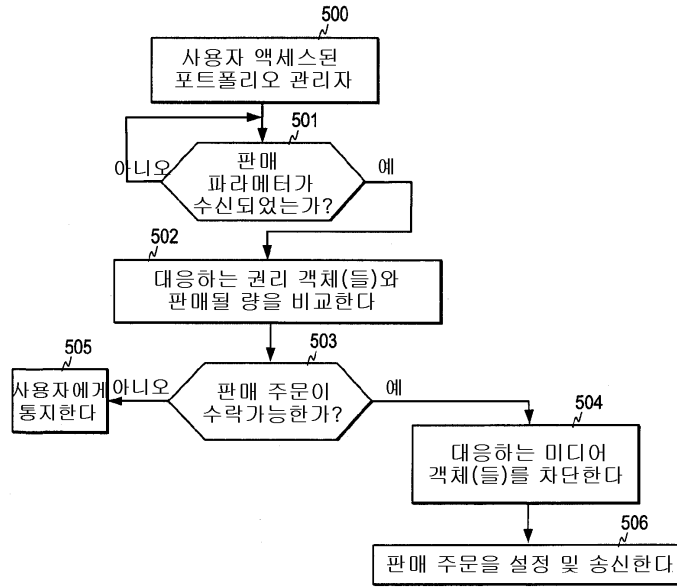 500
사용자 액세스된
포트폴리오 관리자
501
아니오
판매
파라메터가
수신되었는가?
예
502
대응하는 권리 객체(들)와
판매될 량을 비교한다
503
505
사용자에게
통지한다
아니오
판매 주문이
수락가능한가?
예
504
대응하는 미디어
객체(들)를 차단한다
506
판매 주문을 설정 및 송신한다